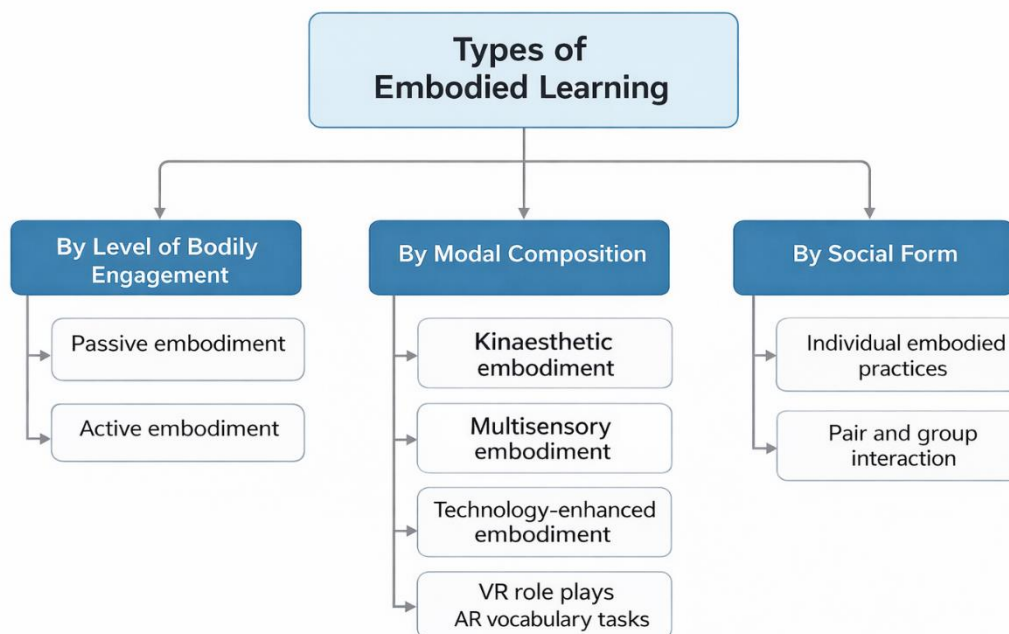 Types of
Embodied Learning
By Level of Bodily
Engagement
Passive embodiment
Active embodiment
By Modal Composition
Kinaesthetic
embodiment
Multisensory
embodiment
Technology-enhanced
embodiment
VR role plays
AR vocabulary tasks
By Social Form
Individual embodied
practices
Pair and group
interaction